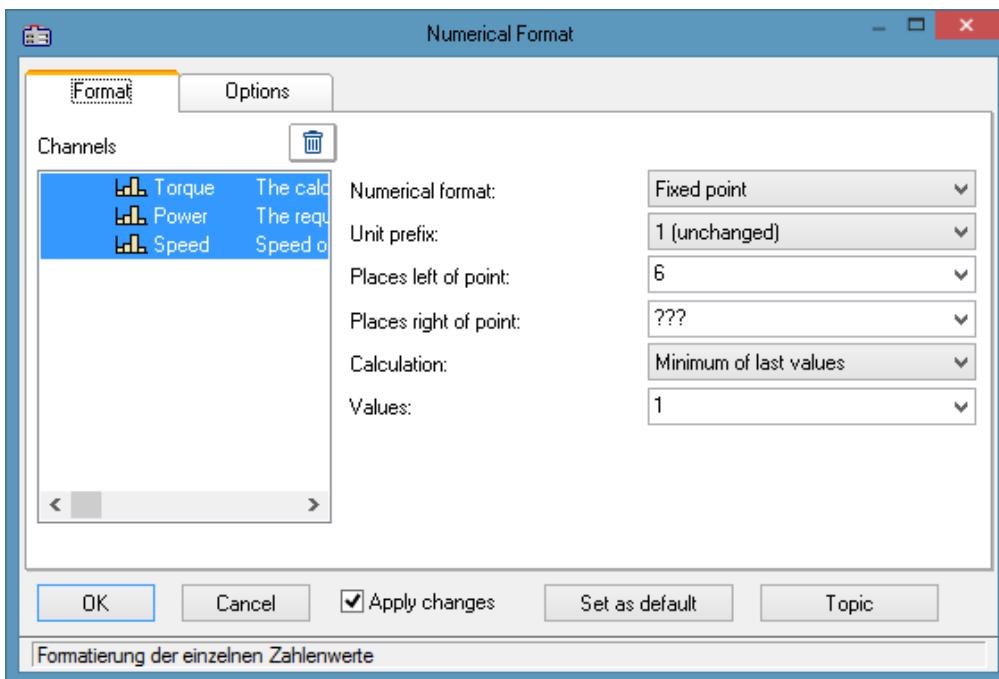 Numerical Format
Format
Options
Channels
Torque The calc
Power The requ
Speed Speed o
Numerical format: Fixed point
Unit prefix: 1 (unchanged)
Places left of point: 6
Places right of point: ???
Calculation: Minimum of last values
Values: 1
OK
Cancel
Apply changes
Set as default
Topic
Formatierung der einzelnen Zahlenwerte